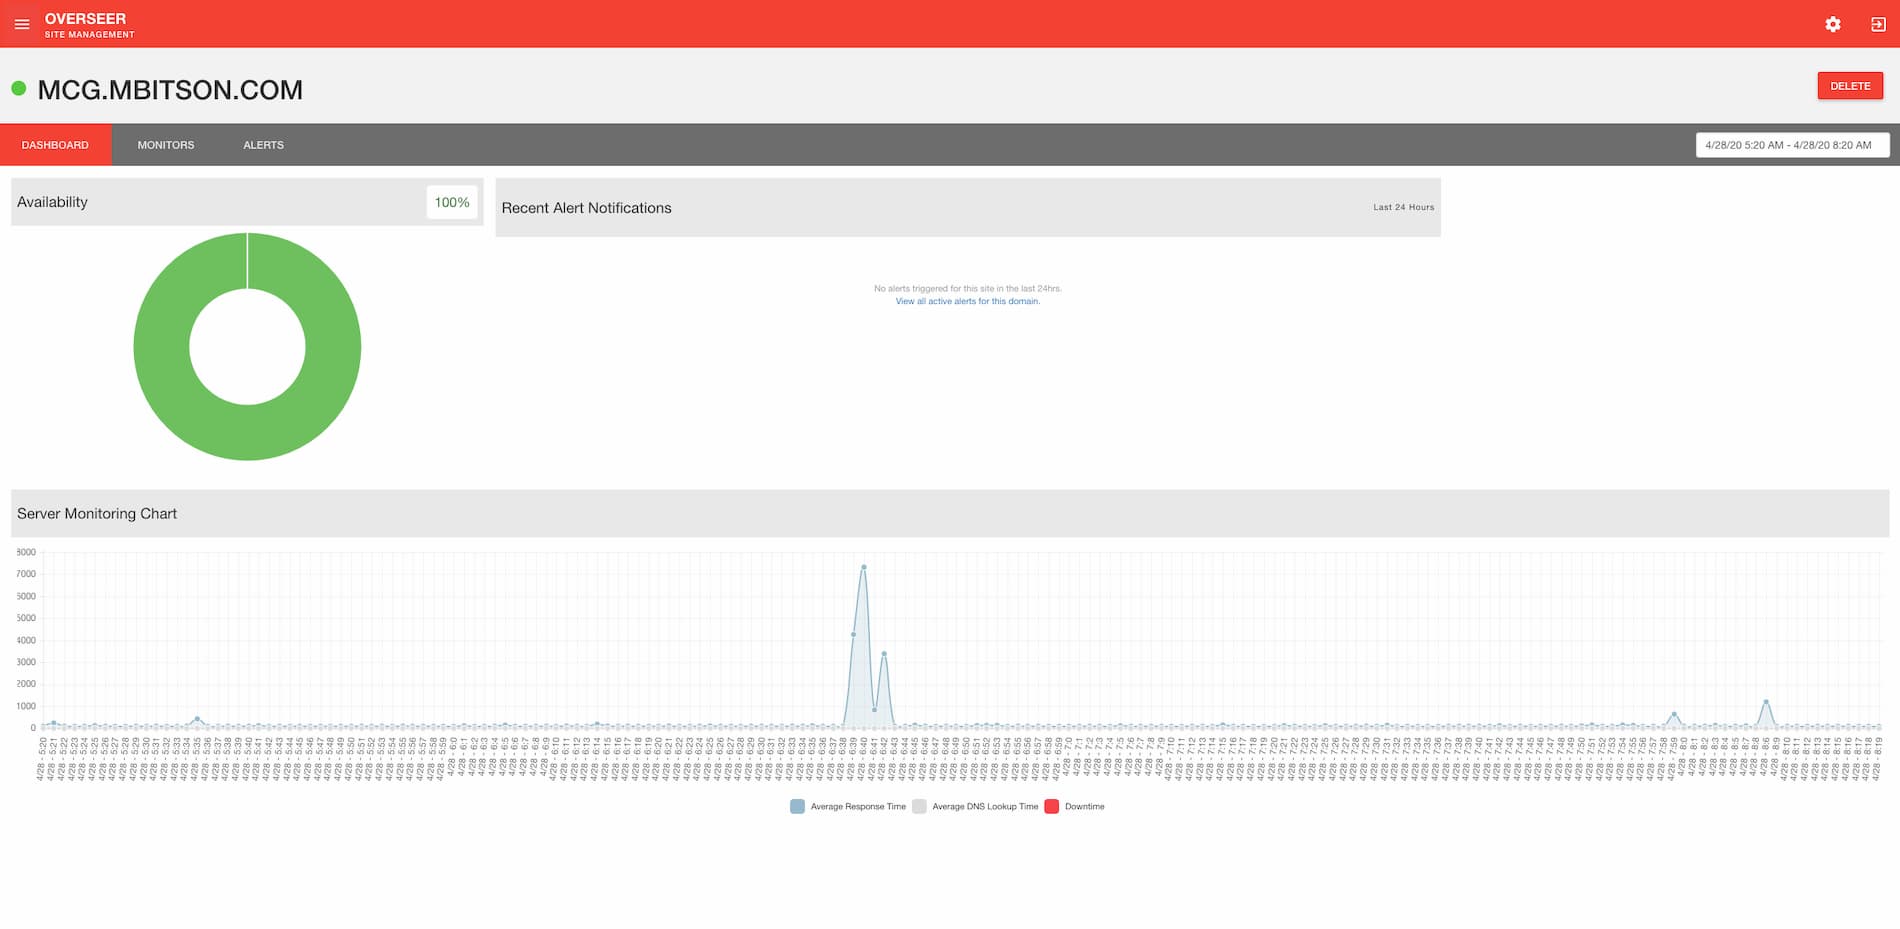 OVERSEER
SITE MANAGEMENT
MCG.MBITSON.COM
DELETE
DASHBOARD
MONITORS
ALERTS
4/28/20 5:20 AM - 4/28/20 8:20 AM
Availability
100%
Recent Alert Notifications
Last 24 Hours
No alerts triggered for this site in the last 24hrs.
View all active alerts for this domain.
Server Monitoring Chart
8000
7000
6000
5000
4000
3000
2000
1000
0
4/28 - 5:20
4/28 - 5:21
4/28 - 5:22
4/28 - 5:23
4/28 - 5:24
4/28 - 5:25
4/28 - 5:26
4/28 - 5:27
4/28 - 5:28
4/28 - 5:29
4/28 - 5:30
4/28 - 5:31
4/28 - 5:32
4/28 - 5:33
4/28 - 5:34
4/28 - 5:35
4/28 - 5:36
4/28 - 5:37
4/28 - 5:38
4/28 - 5:39
4/28 - 5:40
4/28 - 5:41
4/28 - 5:42
4/28 - 5:43
4/28 - 5:44
4/28 - 5:45
4/28 - 5:46
4/28 - 5:47
4/28 - 5:48
4/28 - 5:49
4/28 - 5:50
4/28 - 5:51
4/28 - 5:52
4/28 - 5:53
4/28 - 5:54
4/28 - 5:55
4/28 - 5:56
4/28 - 5:57
4/28 - 5:58
4/28 - 5:59
4/28 - 6:0
4/28 - 6:1
4/28 - 6:2
4/28 - 6:3
4/28 - 6:4
4/28 - 6:5
4/28 - 6:6
4/28 - 6:7
4/28 - 6:8
4/28 - 6:9
4/28 - 6:10
4/28 - 6:11
4/28 - 6:12
4/28 - 6:13
4/28 - 6:14
4/28 - 6:15
4/28 - 6:16
4/28 - 6:17
4/28 - 6:18
4/28 - 6:19
4/28 - 6:20
4/28 - 6:21
4/28 - 6:22
4/28 - 6:23
4/28 - 6:24
4/28 - 6:25
4/28 - 6:26
4/28 - 6:27
4/28 - 6:28
4/28 - 6:29
4/28 - 6:30
4/28 - 6:31
4/28 - 6:32
4/28 - 6:33
4/28 - 6:34
4/28 - 6:35
4/28 - 6:36
4/28 - 6:37
4/28 - 6:38
4/28 - 6:39
4/28 - 6:40
4/28 - 6:41
4/28 - 6:42
4/28 - 6:43
4/28 - 6:44
4/28 - 6:45
4/28 - 6:46
4/28 - 6:47
4/28 - 6:48
4/28 - 6:49
4/28 - 6:50
4/28 - 6:51
4/28 - 6:52
4/28 - 6:53
4/28 - 6:54
4/28 - 6:55
4/28 - 6:56
4/28 - 6:57
4/28 - 6:58
4/28 - 6:59
4/28 - 7:0
4/28 - 7:1
4/28 - 7:2
4/28 - 7:3
4/28 - 7:4
4/28 - 7:5
4/28 - 7:6
4/28 - 7:7
4/28 - 7:8
4/28 - 7:9
4/28 - 7:10
4/28 - 7:11
4/28 - 7:12
4/28 - 7:13
4/28 - 7:14
4/28 - 7:15
4/28 - 7:16
4/28 - 7:17
4/28 - 7:18
4/28 - 7:19
4/28 - 7:20
4/28 - 7:21
4/28 - 7:22
4/28 - 7:23
4/28 - 7:24
4/28 - 7:25
4/28 - 7:26
4/28 - 7:27
4/28 - 7:28
4/28 - 7:29
4/28 - 7:30
4/28 - 7:31
4/28 - 7:32
4/28 - 7:33
4/28 - 7:34
4/28 - 7:35
4/28 - 7:36
4/28 - 7:37
4/28 - 7:38
4/28 - 7:39
4/28 - 7:40
4/28 - 7:41
4/28 - 7:42
4/28 - 7:43
4/28 - 7:44
4/28 - 7:45
4/28 - 7:46
4/28 - 7:47
4/28 - 7:48
4/28 - 7:49
4/28 - 7:50
4/28 - 7:51
4/28 - 7:52
4/28 - 7:53
4/28 - 7:54
4/28 - 7:55
4/28 - 7:56
4/28 - 7:57
4/28 - 7:58
4/28 - 7:59
4/28 - 8:0
4/28 - 8:1
4/28 - 8:2
4/28 - 8:3
4/28 - 8:4
4/28 - 8:5
4/28 - 8:6
4/28 - 8:7
4/28 - 8:8
4/28 - 8:9
4/28 - 8:10
4/28 - 8:11
4/28 - 8:12
4/28 - 8:13
4/28 - 8:14
4/28 - 8:15
4/28 - 8:16
4/28 - 8:17
4/28 - 8:18
4/28 - 8:19
Average Response Time
Average DNS Lookup Time
Downtime